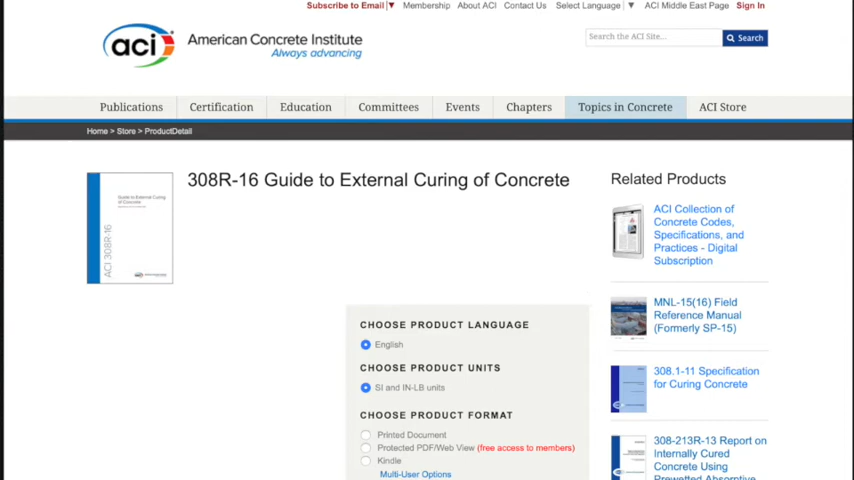 Subscribe to Email
Membership
About ACI
Contact Us
Select Language
ACI Middle East Page
Sign In
aci
American Concrete Institute
Always advancing
Search the ACI Site...
Search
Publications
Certification
Education
Committees
Events
Chapters
Topics in Concrete
ACI Store
Home > Store > ProductDetail
Guide to External Curing
of Concrete
ACI 308R-16
308R-16 Guide to External Curing of Concrete
CHOOSE PRODUCT LANGUAGE
English
CHOOSE PRODUCT UNITS
SI and IN-LB units
CHOOSE PRODUCT FORMAT
Printed Document
Protected PDF/Web View (free access to members)
Kindle
Multi-User Options
Related Products
ACI Collection of
Concrete Codes,
Specifications, and
Practices - Digital
Subscription
MNL-15(16) Field
Reference Manual
(Formerly SP-15)
308.1-11 Specification
for Curing Concrete
308-213R-13 Report on
Internally Cured
Concrete Using
Prewetted Absorptive